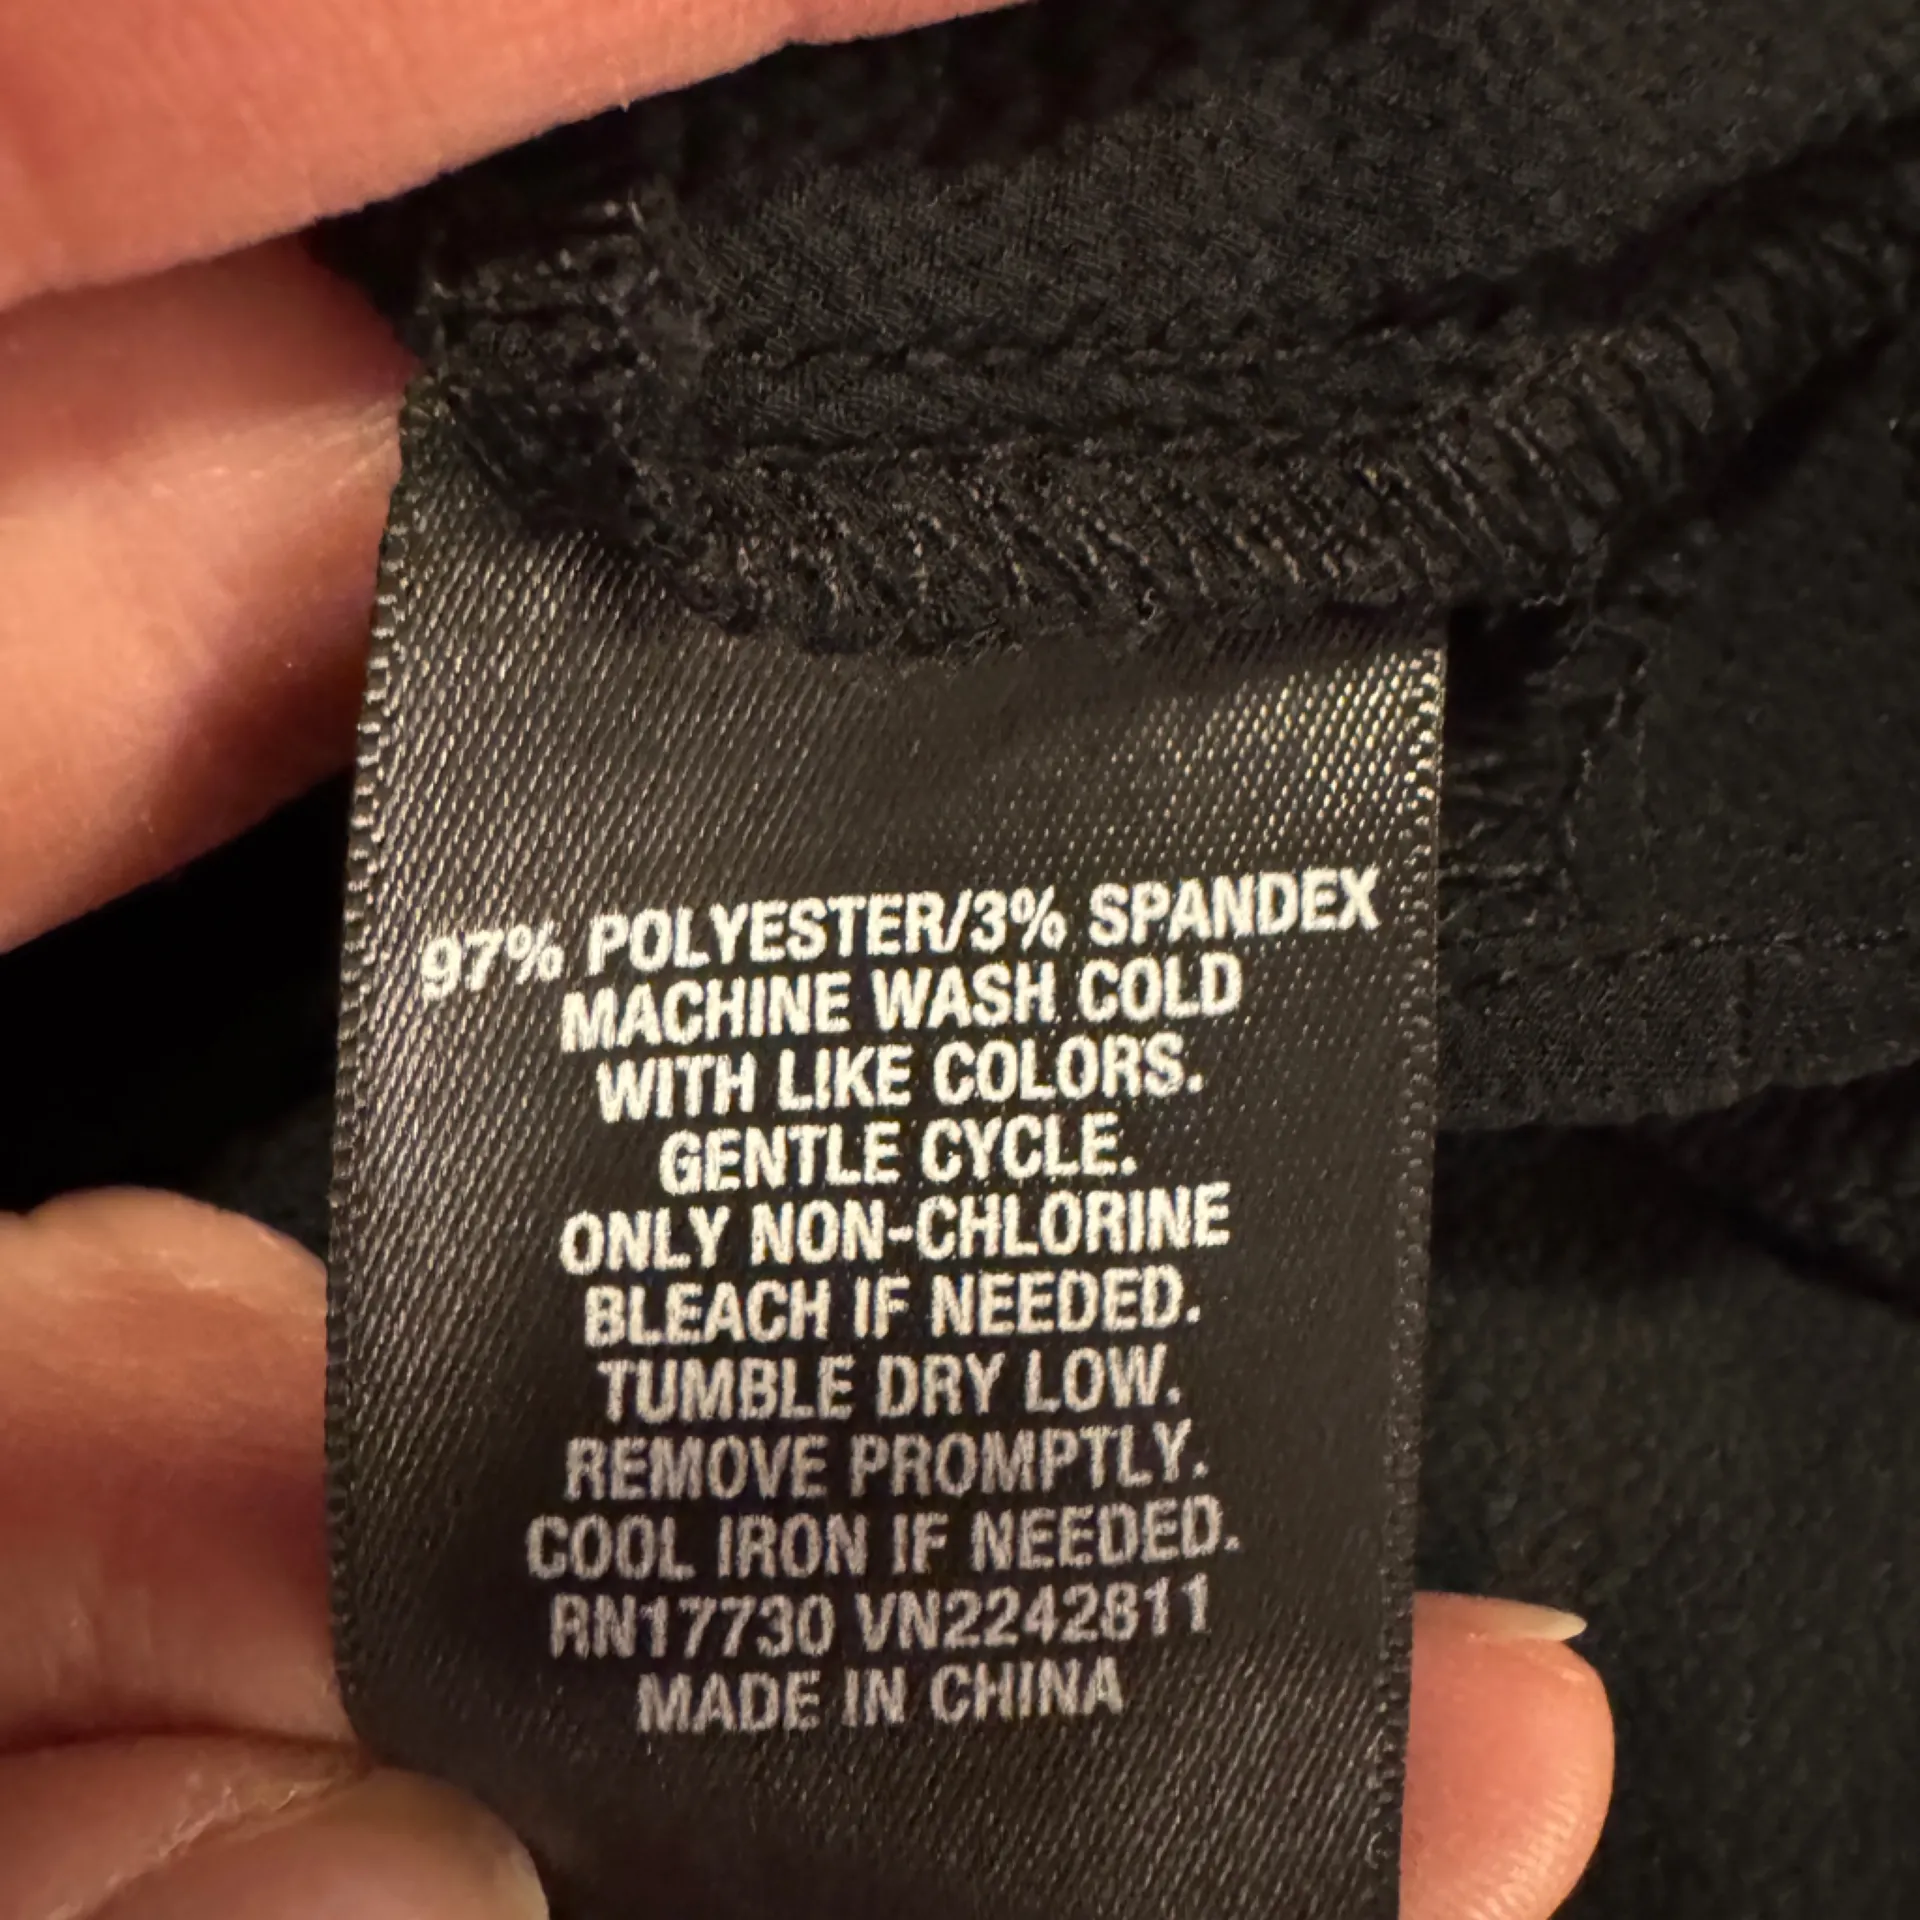 97% POLYESTER/3% SPANDEX
MACHINE WASH COLD
WITH LIKE COLORS.
GENTLE CYCLE.
ONLY NON-CHLORINE
BLEACH IF NEEDED.
TUMBLE DRY LOW.
REMOVE PROMPTLY.
COOL IRON IF NEEDED.
RN17730 VN2242811
MADE IN CHINA